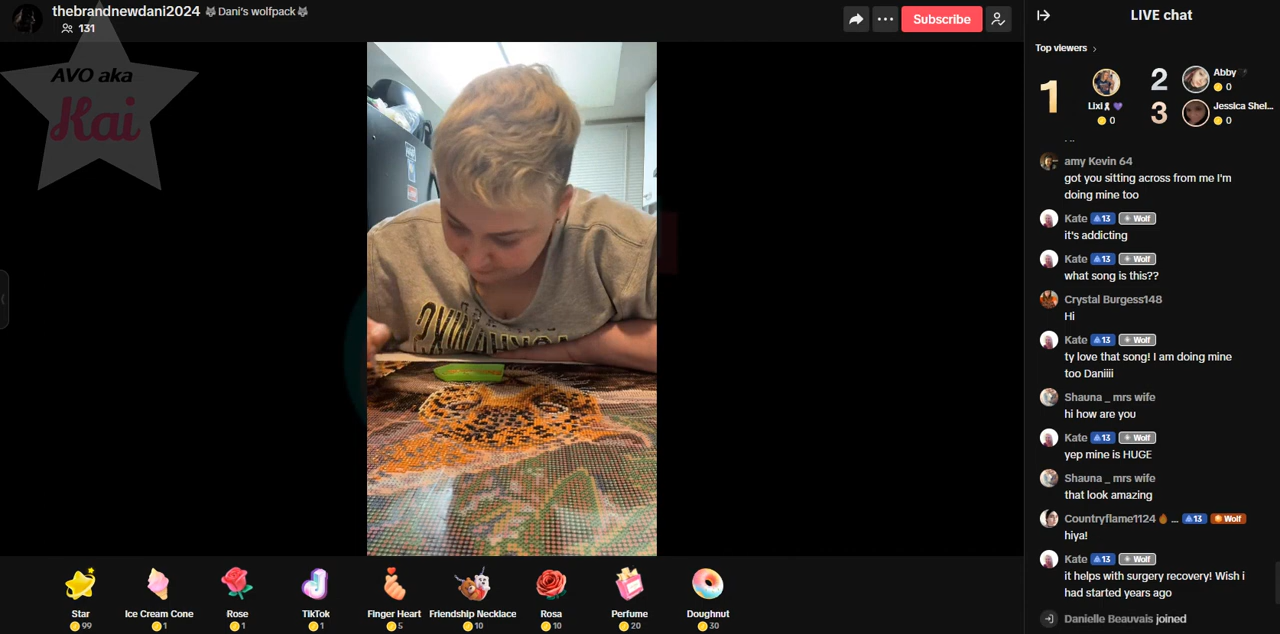 thebrandnewdani2024 🐺Dani's wolfpack🐺
131
Subscribe
AVO aka
Kai
LIVE chat
Top viewers
1
Lixi🎗💜
0
2
Abby
0
3
Jessica Shel...
0
amy Kevin 64
got you sitting across from me I'm
doing mine too
Kate 13 Wolf
it's addicting
Kate 13 Wolf
what song is this??
Crystal Burgess148
Hi
Kate 13 Wolf
ty love that song! I am doing mine
too Daniiii
Shauna _ mrs wife
hi how are you
Kate 13 Wolf
yep mine is HUGE
Shauna _ mrs wife
that look amazing
Countryflame1124 ... 13 Wolf
hiya!
Kate 13 Wolf
it helps with surgery recovery! Wish i
had started years ago
Danielle Beauvais joined
Star
99
Ice Cream Cone
1
Rose
1
TikTok
1
Finger Heart
5
Friendship Necklace
10
Rosa
10
Perfume
20
Doughnut
30